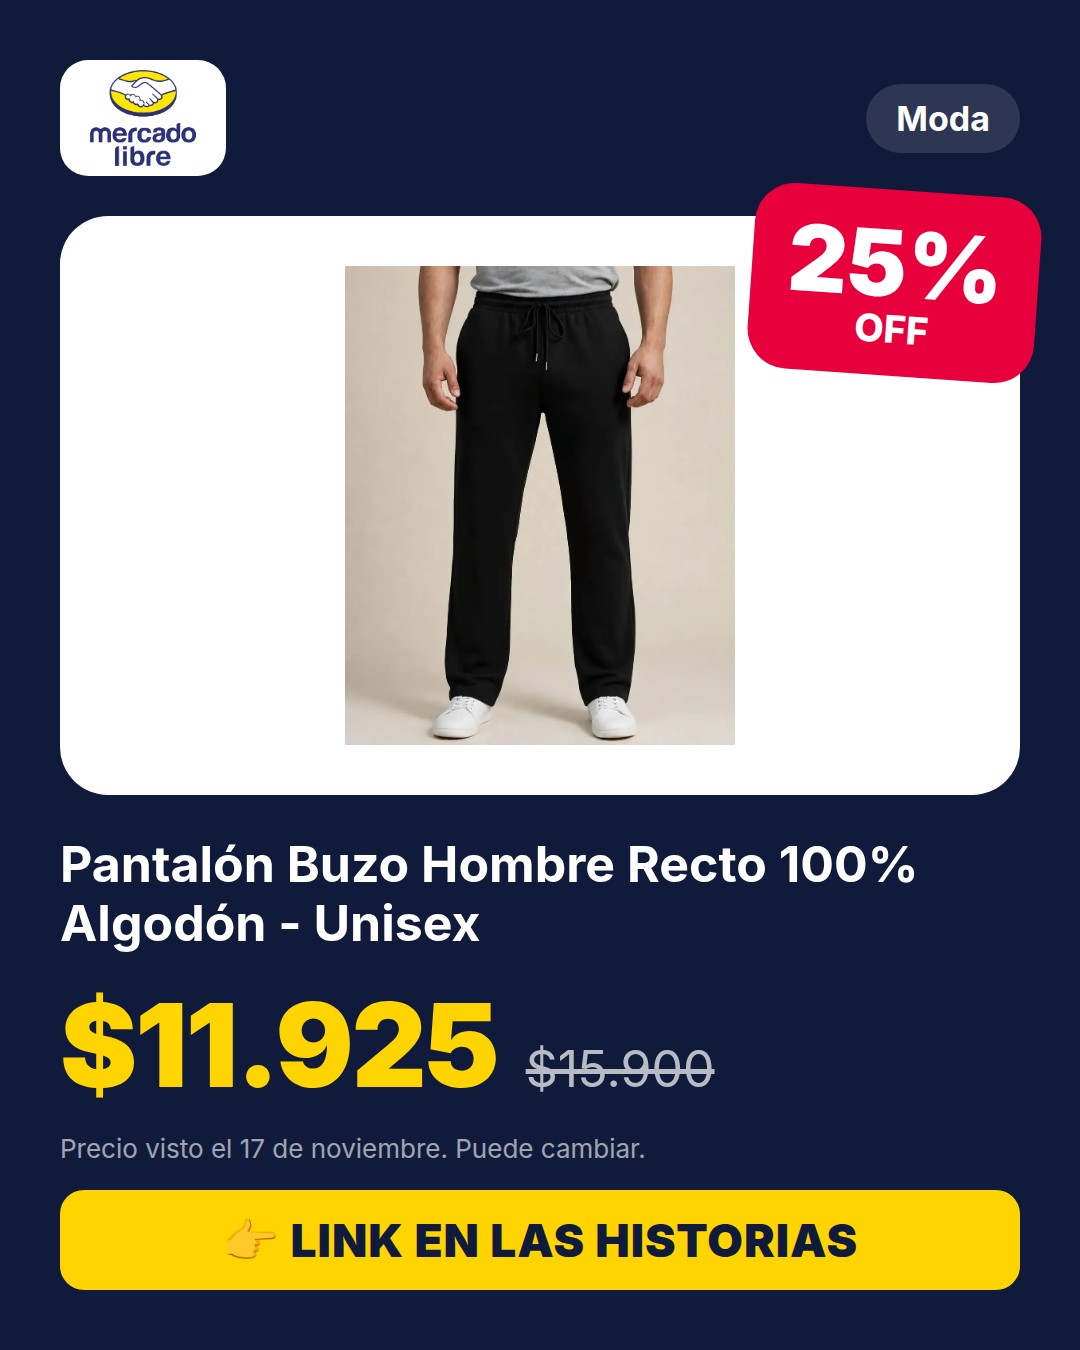 mercado
libre
Moda
25%
OFF
Pantalón Buzo Hombre Recto 100%
Algodón - Unisex
$11.925 $15.900
Precio visto el 17 de noviembre. Puede cambiar.
👉 LINK EN LAS HISTORIAS